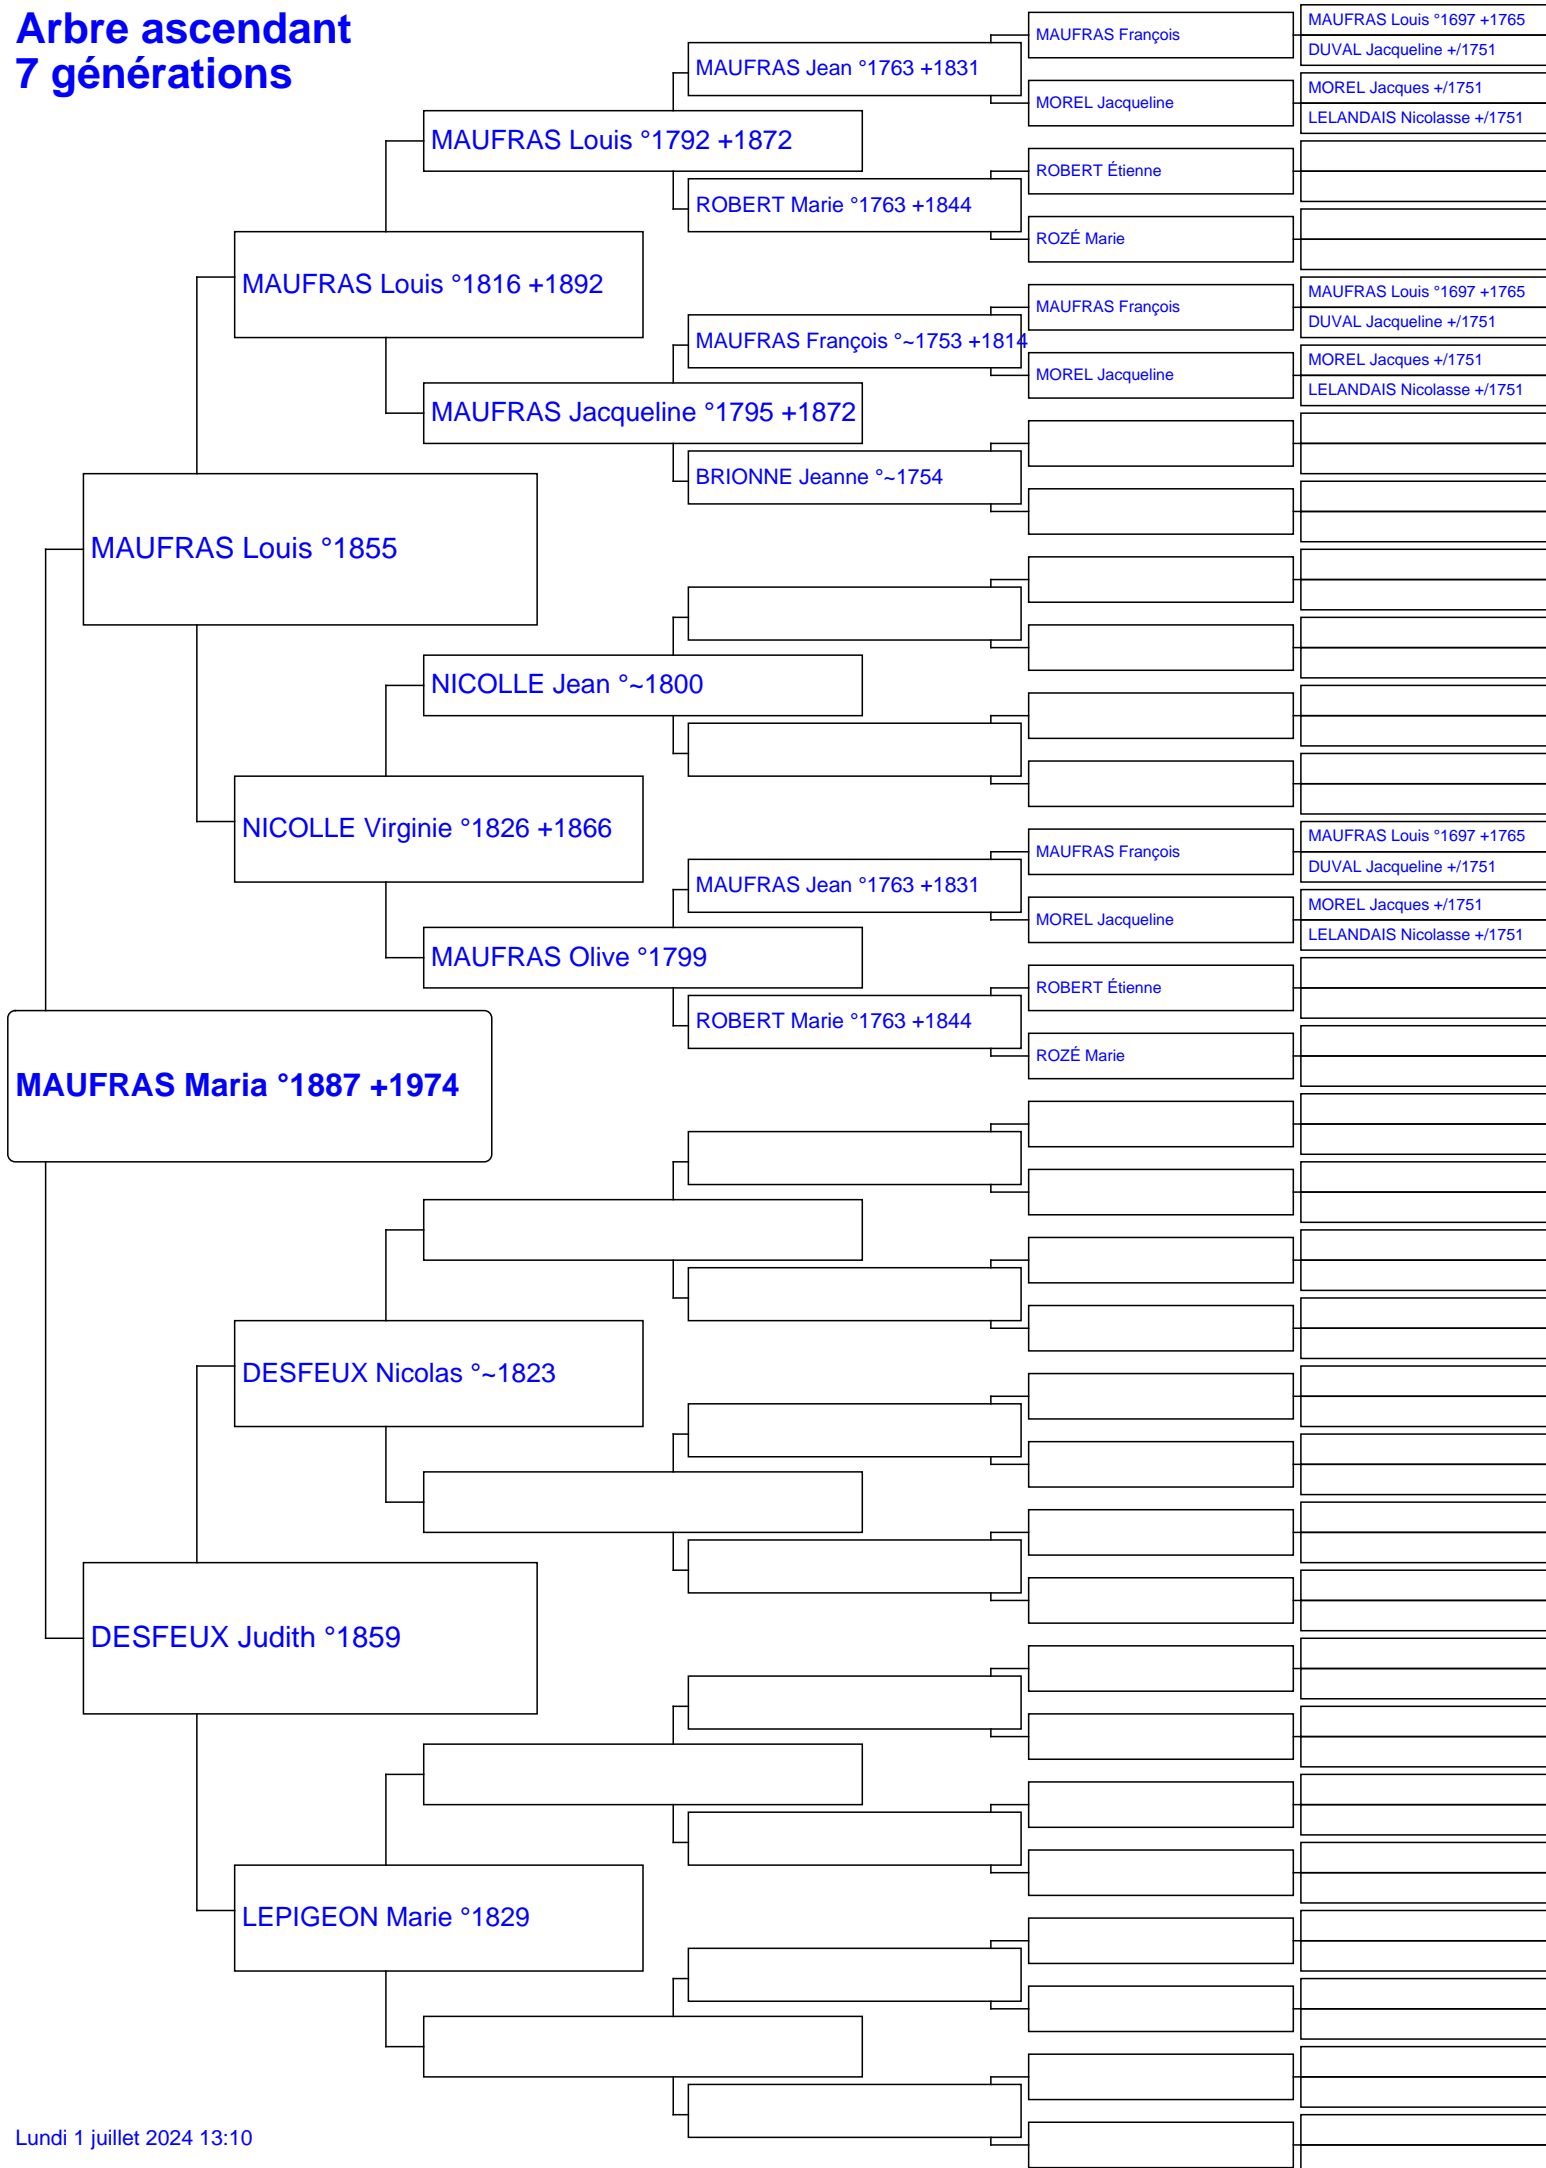 Arbre ascendant
7 générations
MAUFRAS Louis °1697 +1765
MAUFRAS François
DUVAL Jacqueline +/1751
MAUFRAS Jean °1763 +1831
MOREL Jacques +/1751
MOREL Jacqueline
LELANDAIS Nicolasse +/1751
MAUFRAS Louis °1792 +1872
ROBERT Étienne
ROBERT Marie °1763 +1844
ROZÉ Marie
MAUFRAS Louis °1816 +1892
MAUFRAS Louis °1697 +1765
MAUFRAS François
DUVAL Jacqueline +/1751
MAUFRAS François °~1753 +1814
MOREL Jacques +/1751
MOREL Jacqueline
LELANDAIS Nicolasse +/1751
MAUFRAS Jacqueline °1795 +1872
BRIONNE Jeanne °~1754
MAUFRAS Louis °1855
NICOLLE Jean °~1800
NICOLLE Virginie °1826 +1866
MAUFRAS Louis °1697 +1765
MAUFRAS François
DUVAL Jacqueline +/1751
MAUFRAS Jean °1763 +1831
MOREL Jacques +/1751
MOREL Jacqueline
LELANDAIS Nicolasse +/1751
MAUFRAS Olive °1799
ROBERT Étienne
ROBERT Marie °1763 +1844
ROZÉ Marie
MAUFRAS Maria °1887 +1974
DESFEUX Nicolas °~1823
DESFEUX Judith °1859
LEPIGEON Marie °1829
Lundi 1 juillet 2024 13:10